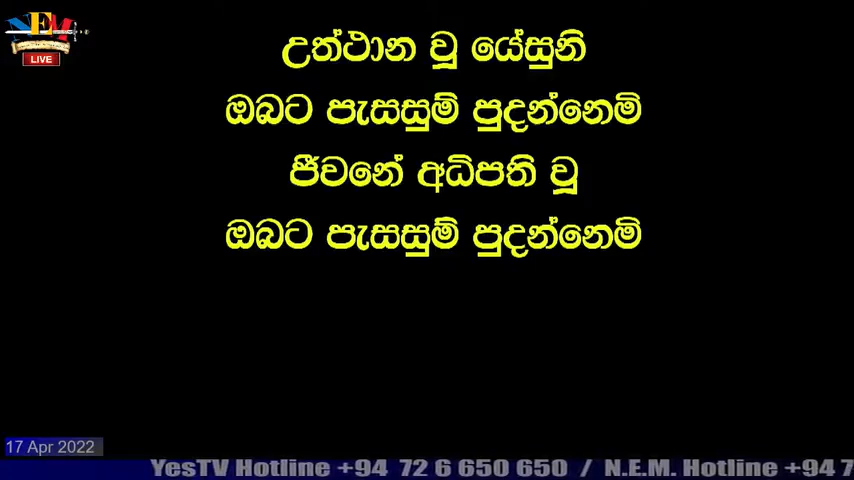 NEM
LIVE
උත්ථාන වූ යේසුනි
ඔබට පැසසුම් පුදන්නෙමි
ජීවනේ අධිපති වූ
ඔබට පැසසුම් පුදන්නෙමි
17 Apr 2022
YesTV Hotline +94 72 6 650 650 / N.E.M. Hotline +94 7